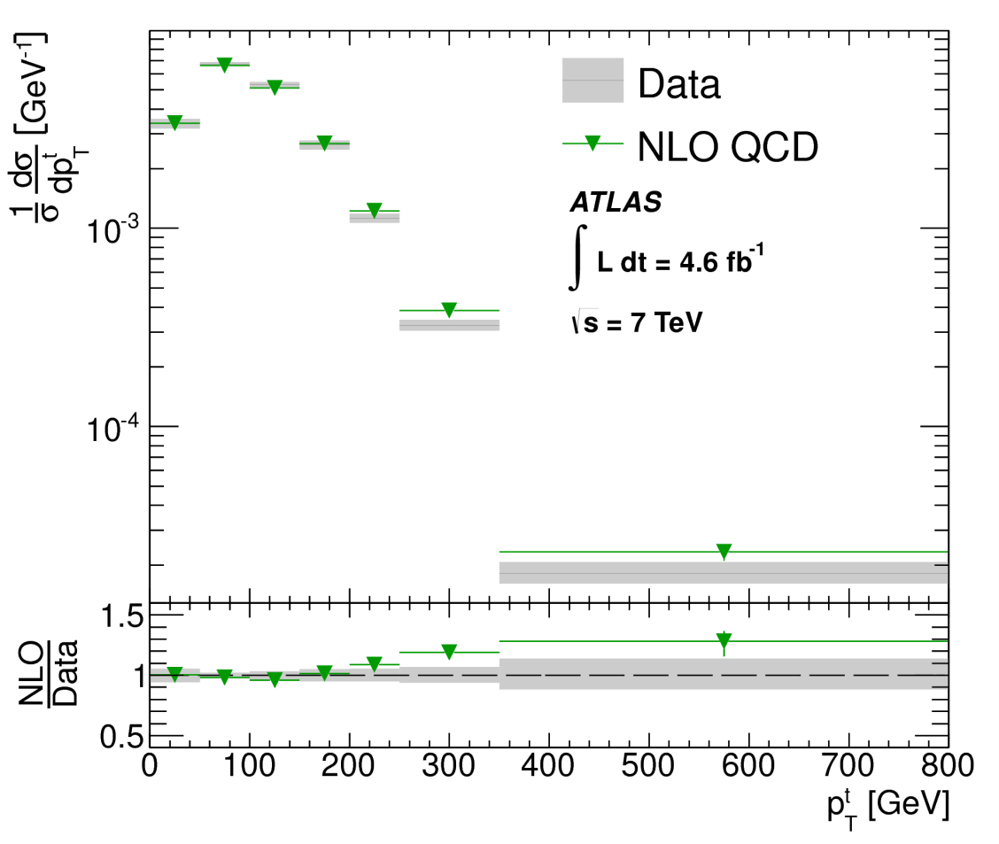 1/σ dσ/dp_T^t [GeV^-1]
Data
NLO QCD
ATLAS
∫ L dt = 4.6 fb^-1
√s = 7 TeV
10^-3
10^-4
NLO/Data
1.5
1
0.5
0 100 200 300 400 500 600 700 800
p_T^t [GeV]